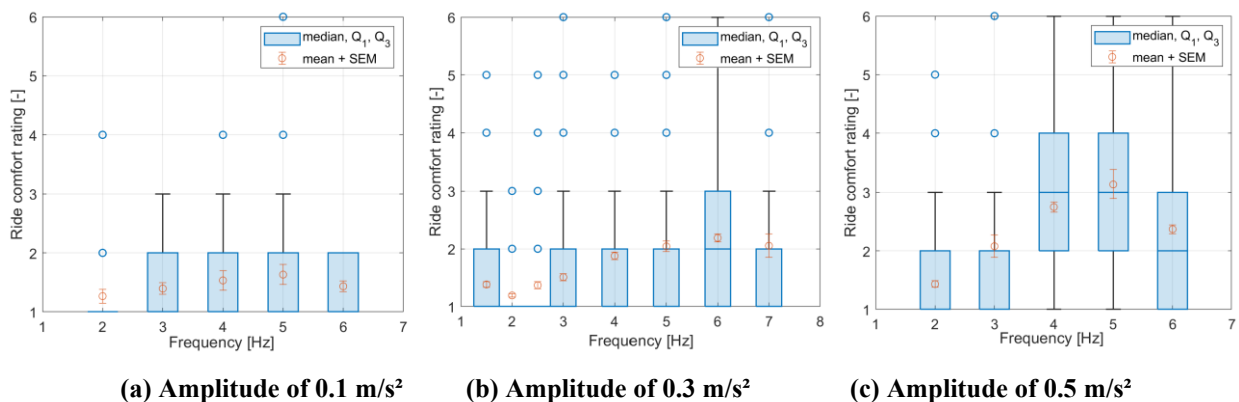 6
5
4
3
2
1
Ride comfort rating [-]
median, Q₁, Q₃
mean + SEM
1 2 3 4 5 6 7
Frequency [Hz]
(a) Amplitude of 0.1 m/s²
6
5
4
3
2
1
Ride comfort rating [-]
median, Q₁, Q₃
mean + SEM
1 2 3 4 5 6 7 8
Frequency [Hz]
(b) Amplitude of 0.3 m/s²
6
5
4
3
2
1
Ride comfort rating [-]
median, Q₁, Q₃
mean + SEM
1 2 3 4 5 6 7
Frequency [Hz]
(c) Amplitude of 0.5 m/s²